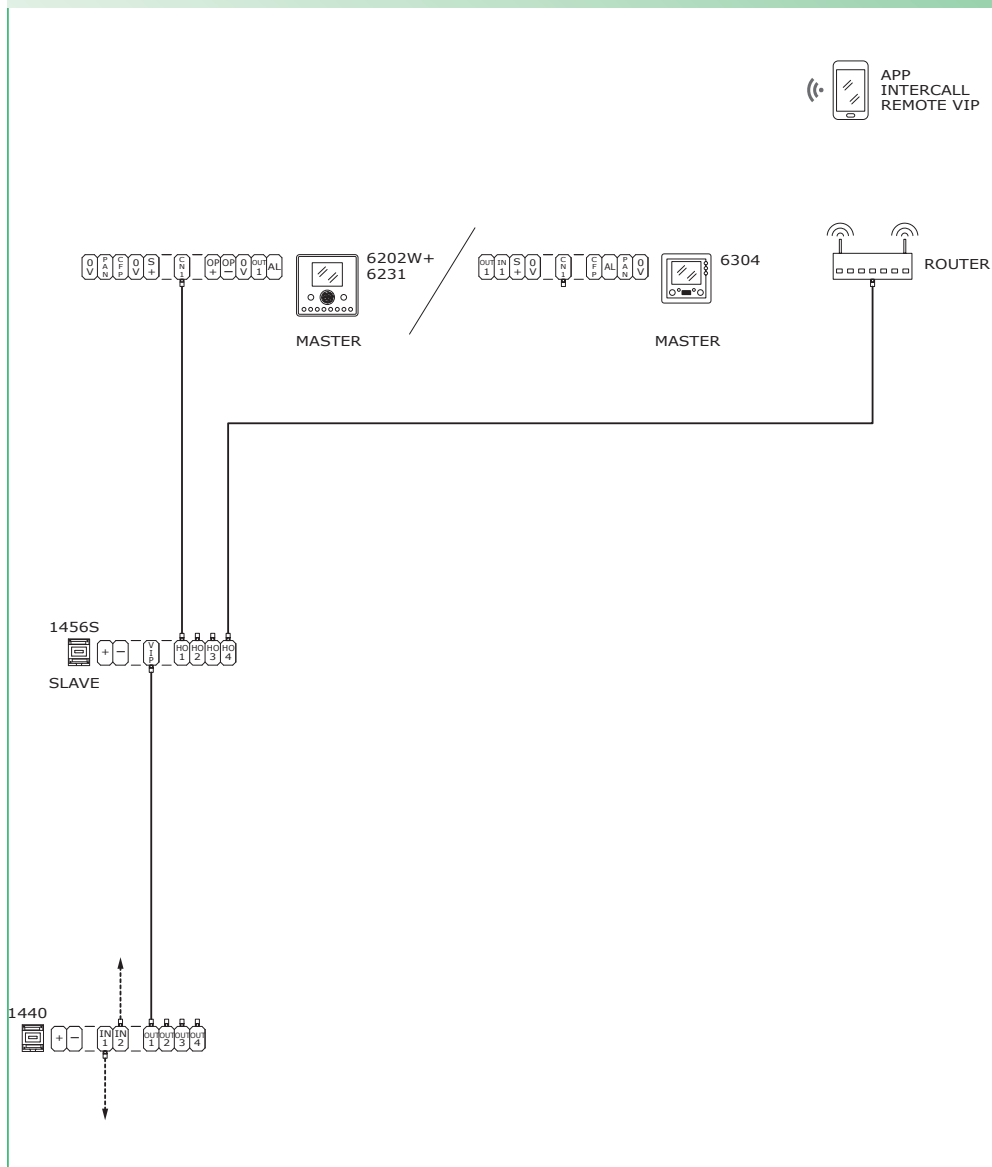 APP
INTERCALL
REMOTE VIP
0V PAN CFP 0V S+ CN1 OP+ OP− 0V OUT1 AL
6202W+
6231
MASTER
OUT1 IN1 S+ 0V CN1 CFP AL PAN 0V
6304
MASTER
ROUTER
1456S
+ − VIP HO1 HO2 HO3 HO4
SLAVE
1440
+ − IN1 IN2 OUT1 OUT2 OUT3 OUT4